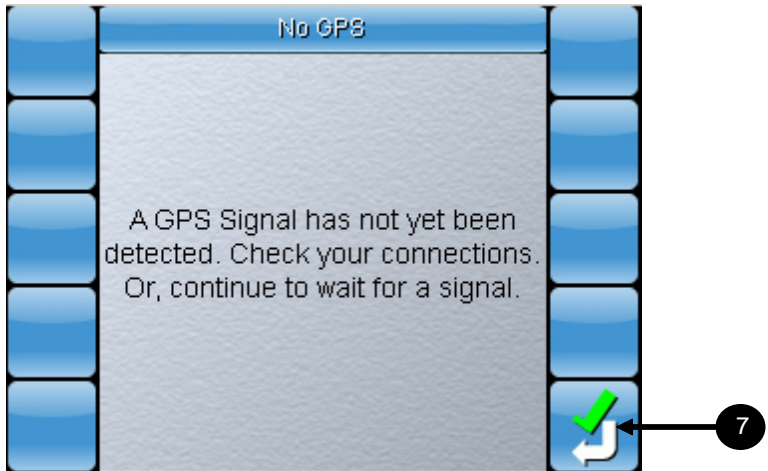 No GPS
A GPS Signal has not yet been
detected. Check your connections.
Or, continue to wait for a signal.
7